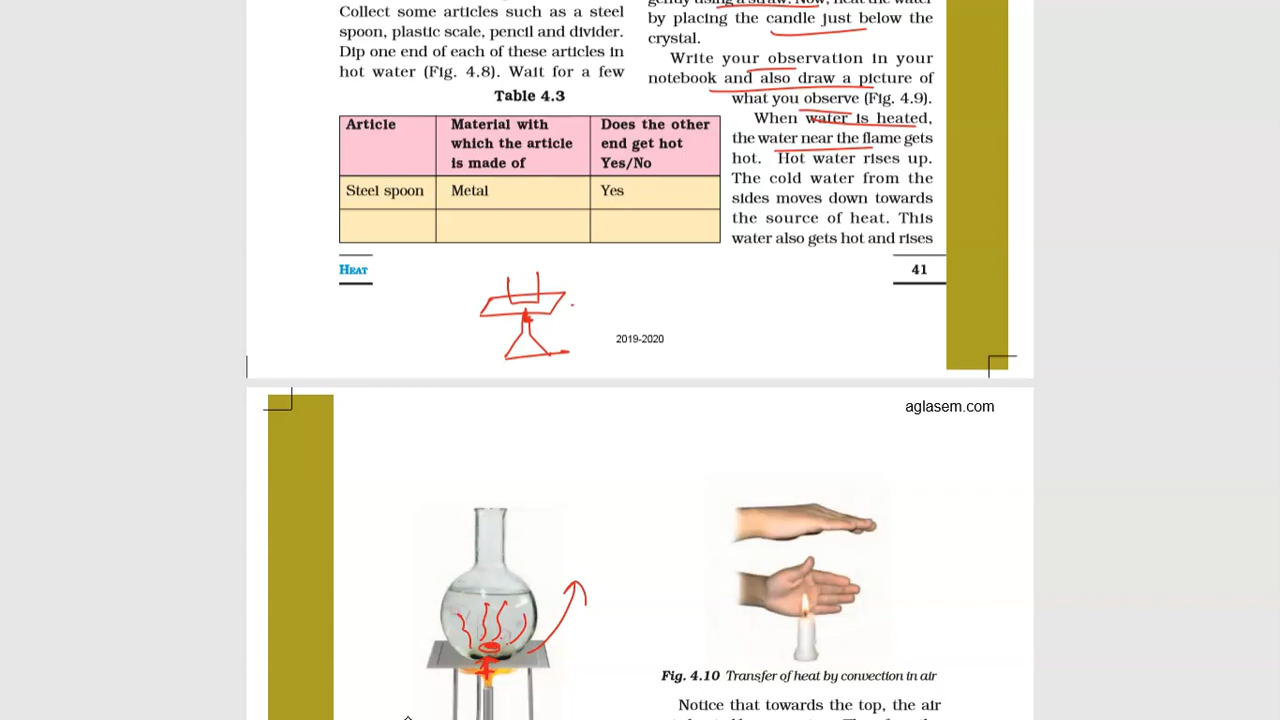 Collect some articles such as a steel
spoon, plastic scale, pencil and divider.
Dip one end of each of these articles in
hot water (Fig. 4.8). Wait for a few
Table 4.3
Article
Material with
which the article
is made of
Does the other
end get hot
Yes/No
Steel spoon
Metal
Yes
HEAT
by placing the candle just below the
crystal.
Write your observation in your
notebook and also draw a picture of
what you observe (Fig. 4.9).
When water is heated,
the water near the flame gets
hot. Hot water rises up.
The cold water from the
sides moves down towards
the source of heat. This
water also gets hot and rises
41
2019-2020
aglasem.com
Fig. 4.10 Transfer of heat by convection in air
Notice that towards the top, the air